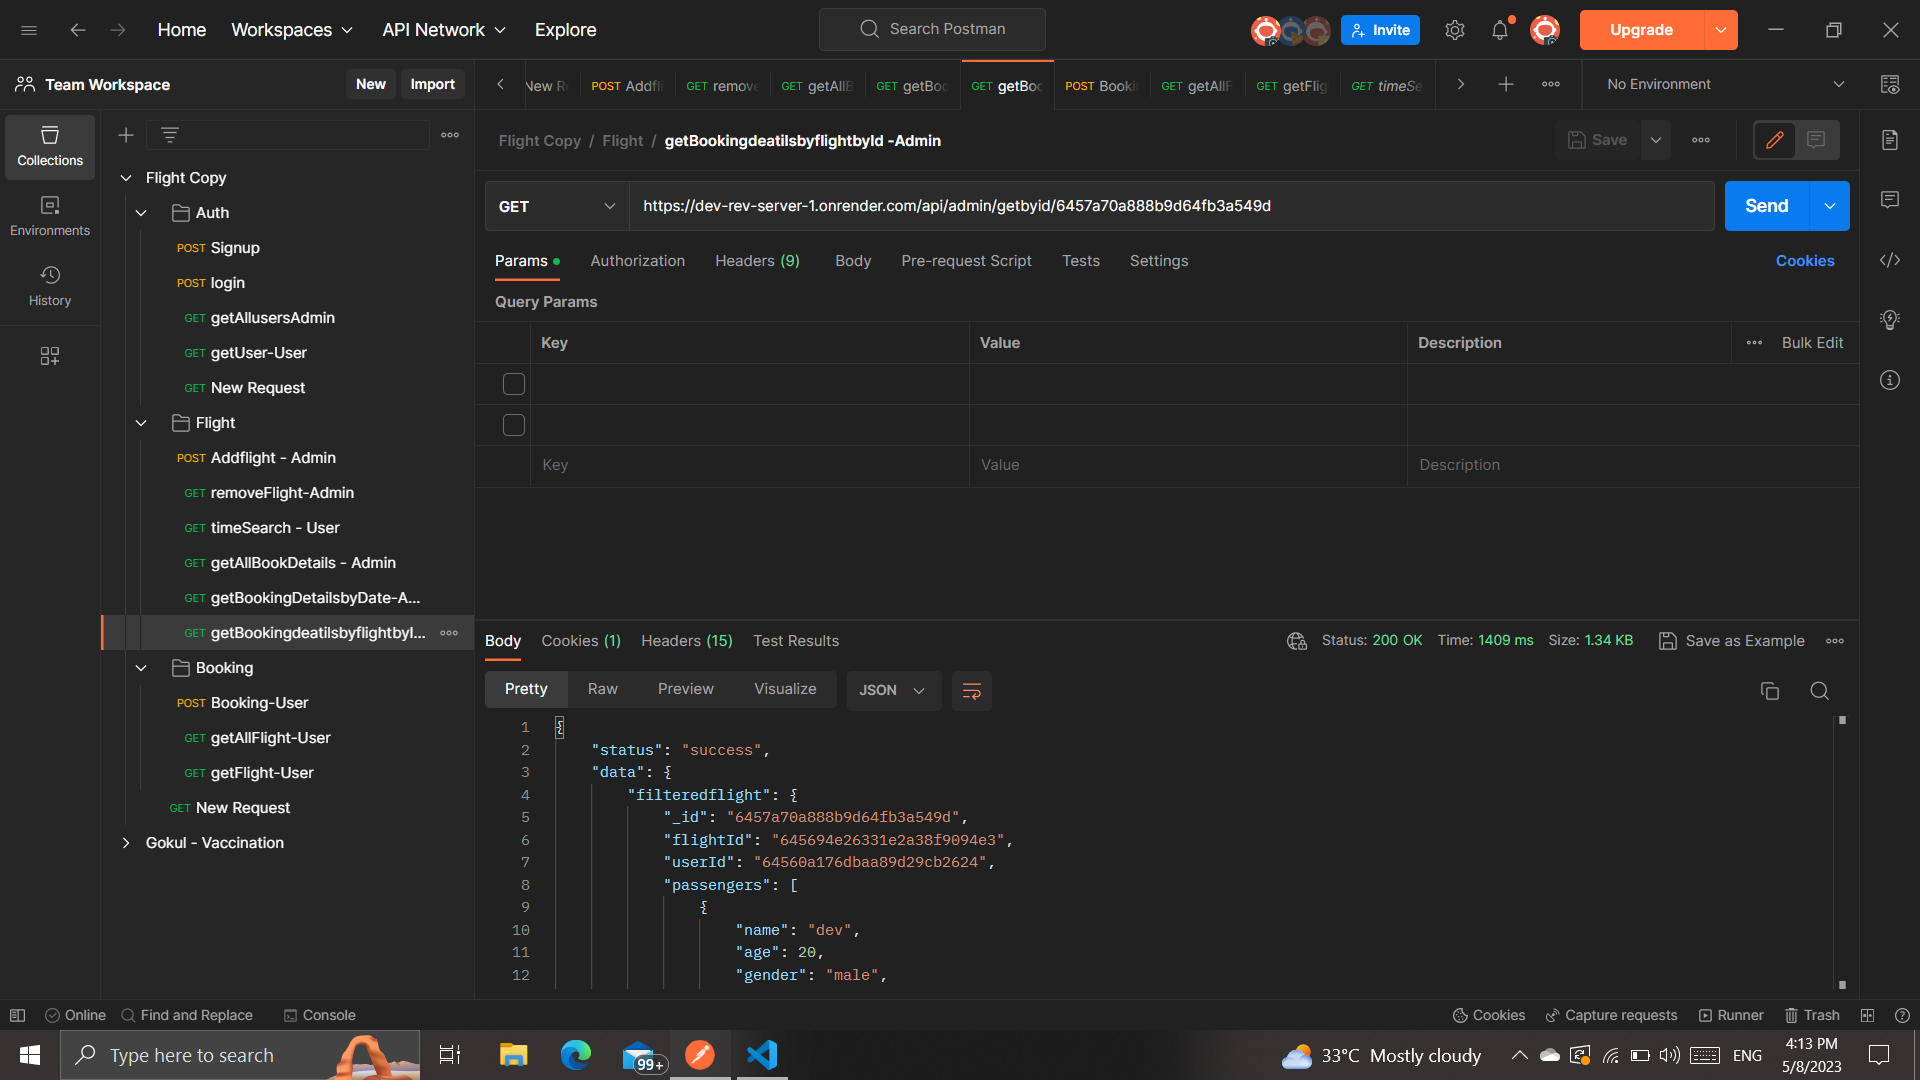 Home Workspaces API Network Explore Search Postman Invite Upgrade
Team Workspace New Import
New R POST Addfli GET remove GET getAllB GET getBoo GET getBoo POST Booki GET getAllF GET getFlig GET timeSe No Environment
Collections
Environments
History
Flight Copy
Auth
POST Signup
POST login
GET getAllusersAdmin
GET getUser-User
GET New Request
Flight
POST Addflight - Admin
GET removeFlight-Admin
GET timeSearch - User
GET getAllBookDetails - Admin
GET getBookingDetailsbyDate-A...
GET getBookingdeatilsbyflightbyI...
Booking
POST Booking-User
GET getAllFlight-User
GET getFlight-User
GET New Request
Gokul - Vaccination
Flight Copy / Flight / getBookingdeatilsbyflightbyId -Admin Save
GET https://dev-rev-server-1.onrender.com/api/admin/getbyid/6457a70a888b9d64fb3a549d Send
Params Authorization Headers (9) Body Pre-request Script Tests Settings Cookies
Query Params
Key Value Description Bulk Edit
Key Value Description
Body Cookies (1) Headers (15) Test Results Status: 200 OK Time: 1409 ms Size: 1.34 KB Save as Example
Pretty Raw Preview Visualize JSON
1 {
2 "status": "success",
3 "data": {
4 "filteredflight": {
5 "_id": "6457a70a888b9d64fb3a549d",
6 "flightId": "645694e26331e2a38f9094e3",
7 "userId": "64560a176dbaa89d29cb2624",
8 "passengers": [
9 {
10 "name": "dev",
11 "age": 20,
12 "gender": "male",
Online Find and Replace Console Cookies Capture requests Runner Trash
Type here to search 99+ 33°C Mostly cloudy ENG 4:13 PM
5/8/2023